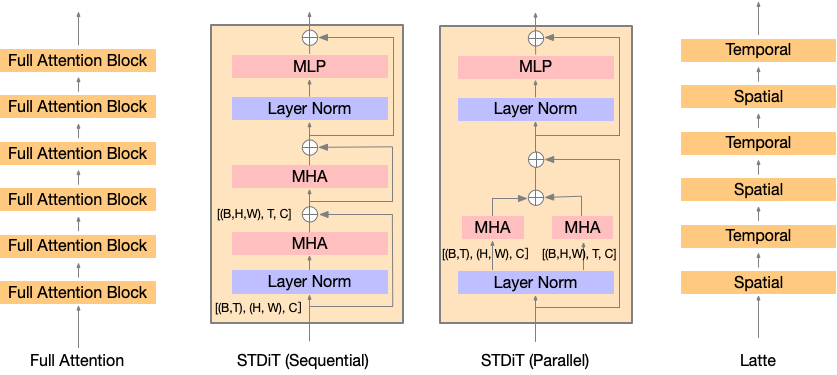 Full Attention Block
Full Attention Block
Full Attention Block
Full Attention Block
Full Attention Block
Full Attention Block
Full Attention
MLP
Layer Norm
MHA
[(B,H,W), T, C]
MHA
Layer Norm
[(B,T), (H, W), C]
STDiT (Sequential)
MLP
Layer Norm
MHA
MHA
[(B,T), (H, W), C]
[(B,H,W), T, C]
Layer Norm
STDiT (Parallel)
Temporal
Spatial
Temporal
Spatial
Temporal
Spatial
Latte